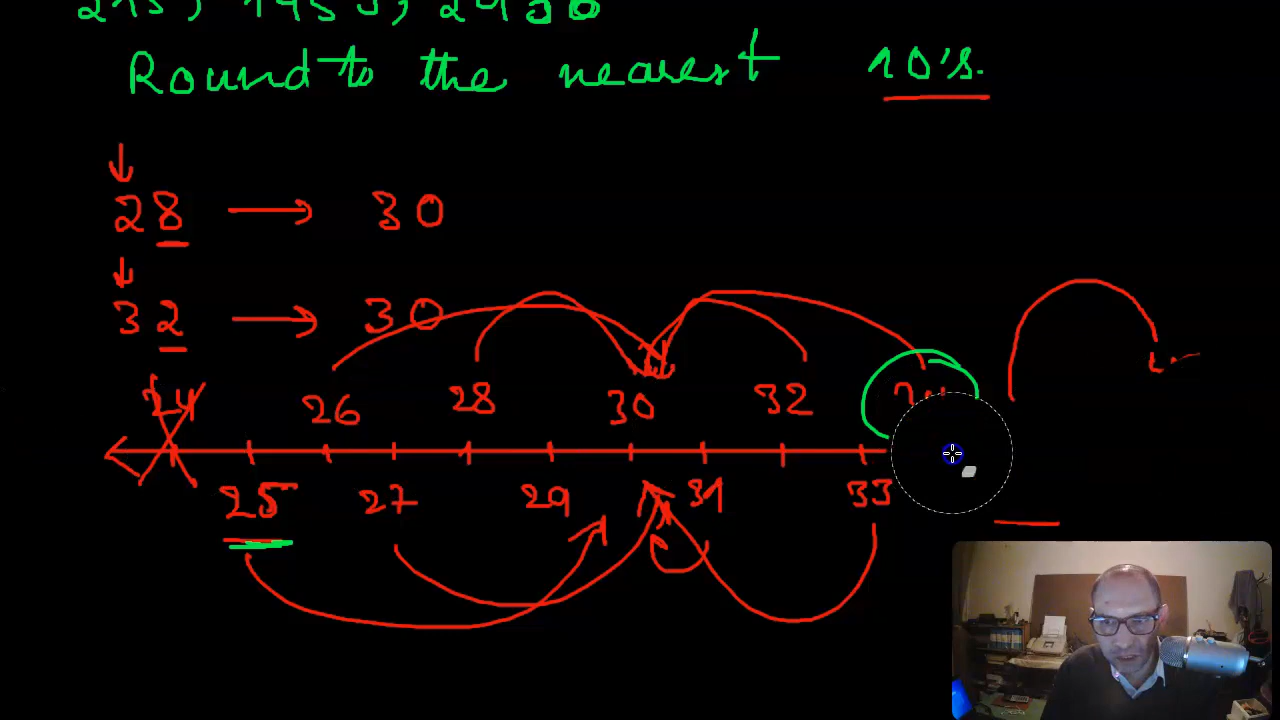 Round to the nearest 10's.
28 → 30
32 → 30
24 26 28 30 32
25 27 29 31 33